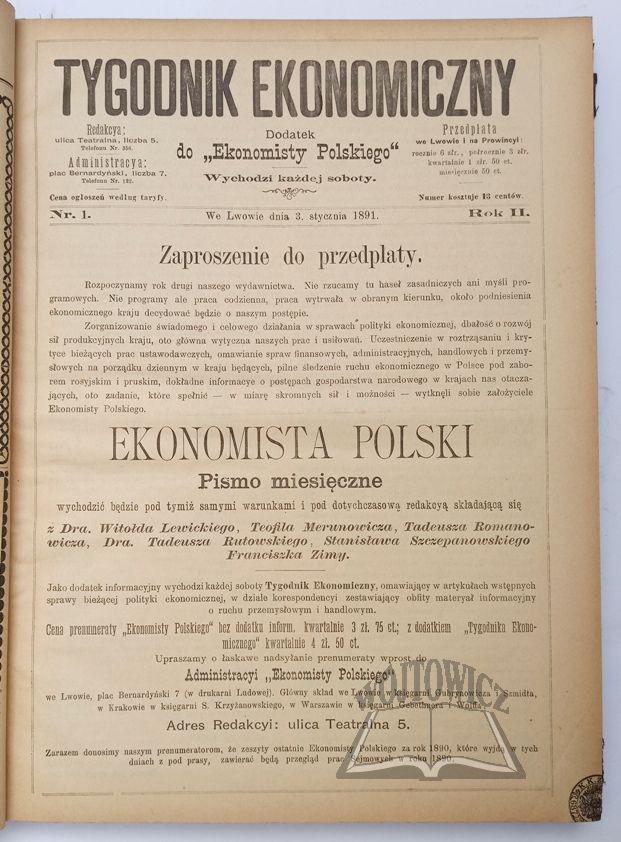 TYGODNIK EKONOMICZNY
Redakcya:
ulica Teatralna, liczba 5.
Telefonu Nr. 354.
Administracya:
plac Bernardyński, liczba 7.
Telefonu Nr. 122.
Cena ogłoszeń według taryfy.
Dodatek
do „Ekonomisty Polskiego“
Wychodzi każdej soboty.
Przedpłata
we Lwowie i na Prowincyi:
rocznie 6 złr., półrocznie 3 złr.
kwartalnie 1 złr. 50 ct.
miesięcznie 50 ct.
Numer kosztuje 13 centów.
Nr. 1. We Lwowie dnia 3. stycznia 1891. Rok II.
Zaproszenie do przedpłaty.
Rozpoczynamy rok drugi naszego wydawnictwa. Nie rzucamy tu haseł zasadniczych ani myśli pro-
gramowych. Nie programy ale praca codzienna, praca wytrwała w obranym kierunku, około podniesienia
ekonomicznego kraju decydować będzie o naszym postępie.
Zorganizowanie świadomego i celowego działania w sprawach polityki ekonomicznej, dbałość o rozwój
sił produkcyjnych kraju, oto główna wytyczna naszych prac i usiłowań. Uczestniczenie w roztrząsaniu i kry-
tyce bieżących prac ustawodawczych, omawianie spraw finansowych, administracyjnych, handlowych i przemy-
słowych na porządku dziennym w kraju będących, pilne śledzenie ruchu ekonomicznego w Polsce pod zabo-
rem rosyjskim i pruskim, dokładne informacye o postępach gospodarstwa narodowego w krajach nas otacza-
jących, oto zadanie, które spełnić — w miarę skromnych sił i możności — wytknęli sobie założyciele
Ekonomisty Polskiego.
EKONOMISTA POLSKI
Pismo miesięczne
wychodzić będzie pod tymiż samymi warunkami i pod dotychczasową redakcyą składającą się
z Dra. Witołda Lewickiego, Teofila Merunowicza, Tadeusza Romano-
wicza, Dra. Tadeusza Rutowskiego, Stanisława Szczepanowskiego
Franciszka Zimy.
Jako dodatek informacyjny wychodzi każdej soboty Tygodnik Ekonomiczny, omawiający w artykułach wstępnych
sprawy bieżącej polityki ekonomicznej, w dziale korespondencyi zestawiający obfity materyał informacyjny
o ruchu przemysłowym i handlowym.
Cena prenumeraty „Ekonomisty Polskiego“ bez dodatku inform. kwartalnie 3 zł. 75 ct.; z dodatkiem „Tygodnika Ekono-
micznego“ kwartalnie 4 zł. 50 ct.
Upraszamy o łaskawe nadsyłanie prenumeraty wprost do
Administracyi „Ekonomisty Polskiego“
we Lwowie, plac Bernardyński 7 (w drukarni Ludowej). Główny skład we Lwowie w księgarni Gubrynowicza i Szmidta,
w Krakowie w księgarni S. Krzyżanowskiego, w Warszawie w księgarni Gebethnera i Wolffa.
Adres Redakcyi: ulica Teatralna 5.
Zarazem donosimy naszym prenumeratorom, że zeszyty ostatnie Ekonomisty Polskiego za rok 1890, które wyjdą w tych
dniach z pod prasy, zawierać będą przegląd prac Sejmowych w roku 1890.
WÓJTOWICZ